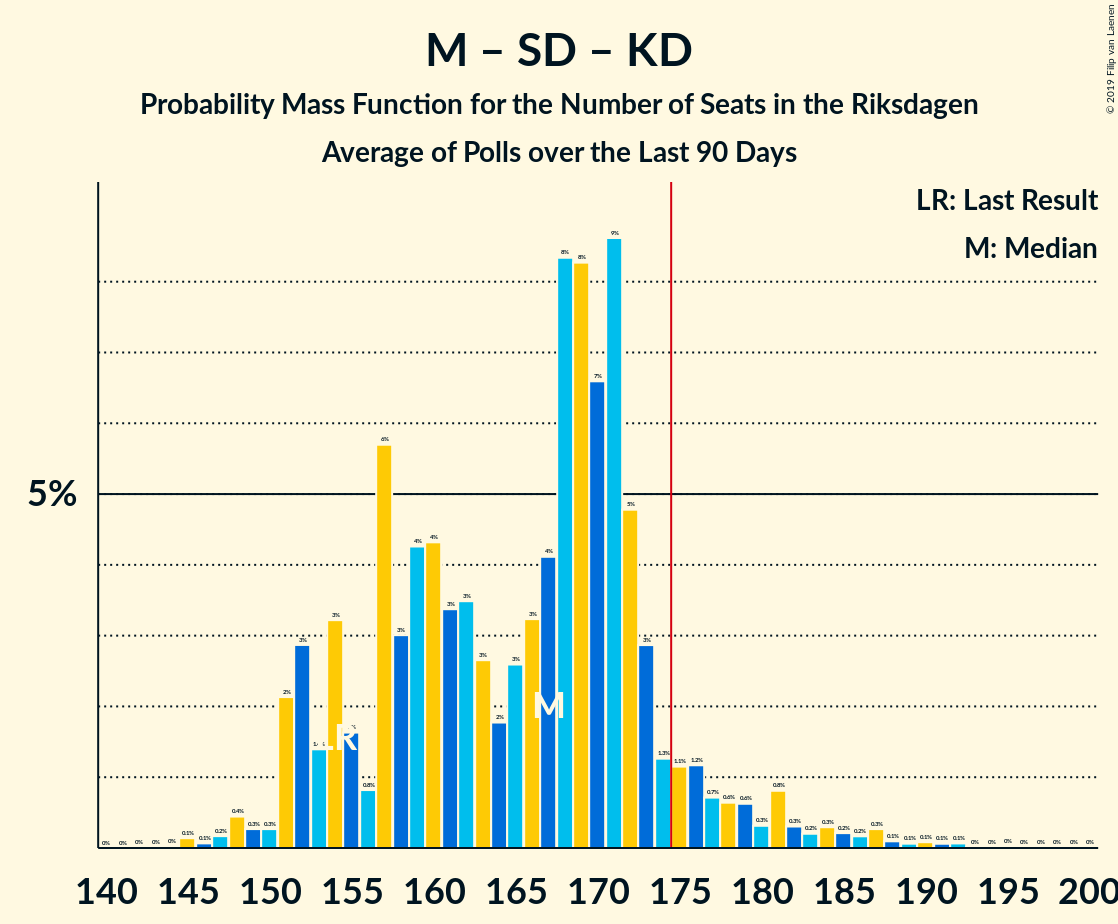 M – SD – KD
Probability Mass Function for the Number of Seats in the Riksdagen
Average of Polls over the Last 90 Days
© 2019 Filip van Laenen
LR: Last Result
M: Median
5%
0% 0% 0% 0% 0% 0.1% 0.1% 0.2% 0.4% 0.3% 0.3% 2% 3% 3% 0.8% 6% 3% 4% 4% 3% 3% 3% 2% 3% 3% 4% 8% 8% 7% 9% 5% 3% 1.3% 1.1% 1.2% 0.7% 0.6% 0.6% 0.3% 0.8% 0.3% 0.2% 0.3% 0.2% 0.2% 0.3% 0.1% 0.1% 0.1% 0.1% 0.1% 0% 0% 0% 0% 0% 0% 0% 0%
LR
M
140 145 150 155 160 165 170 175 180 185 190 195 200